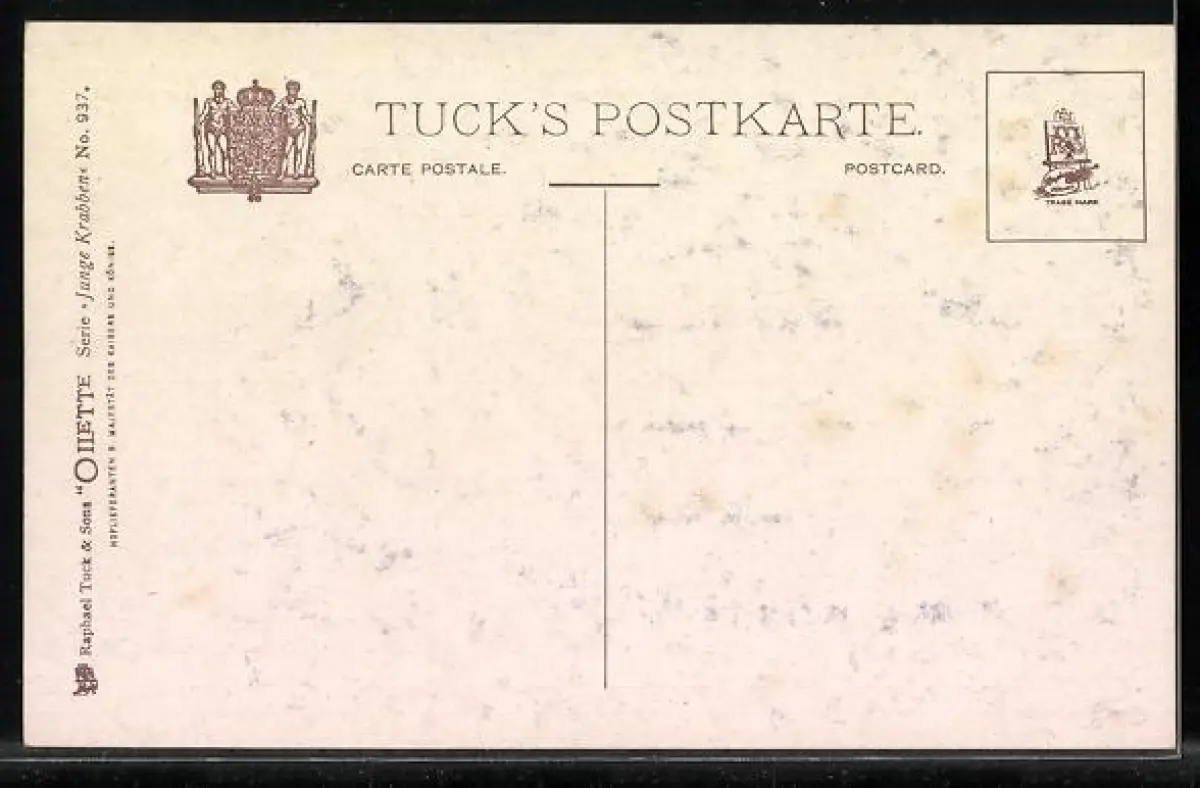 TUCK'S POSTKARTE.
CARTE POSTALE.
POSTCARD.
TRADE MARK
Raphael Tuck & Sons “OILETTE Serie »Junge Krabben« No. 937.
HOFLIEFERANTEN S. MAJESTÄT DES KAISERS UND KÖNIGS.